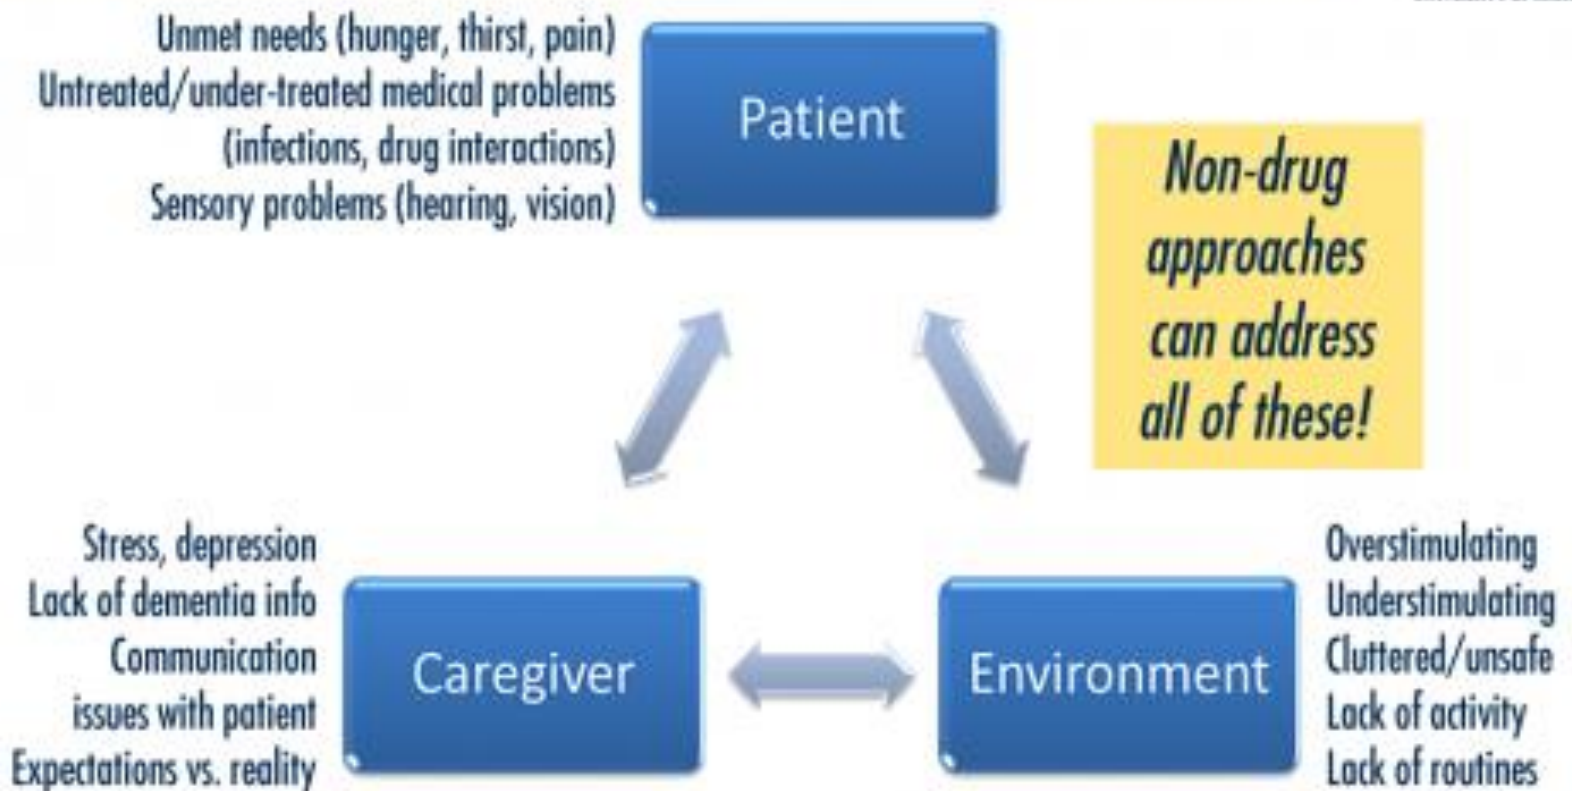 Unmet needs (hunger, thirst, pain)
Untreated/under-treated medical problems
(infections, drug interactions)
Sensory problems (hearing, vision)
Patient
Non-drug
approaches
can address
all of these!
Stress, depression
Lack of dementia info
Communication
issues with patient
Expectations vs. reality
Caregiver
Environment
Overstimulating
Understimulating
Cluttered/unsafe
Lack of activity
Lack of routines